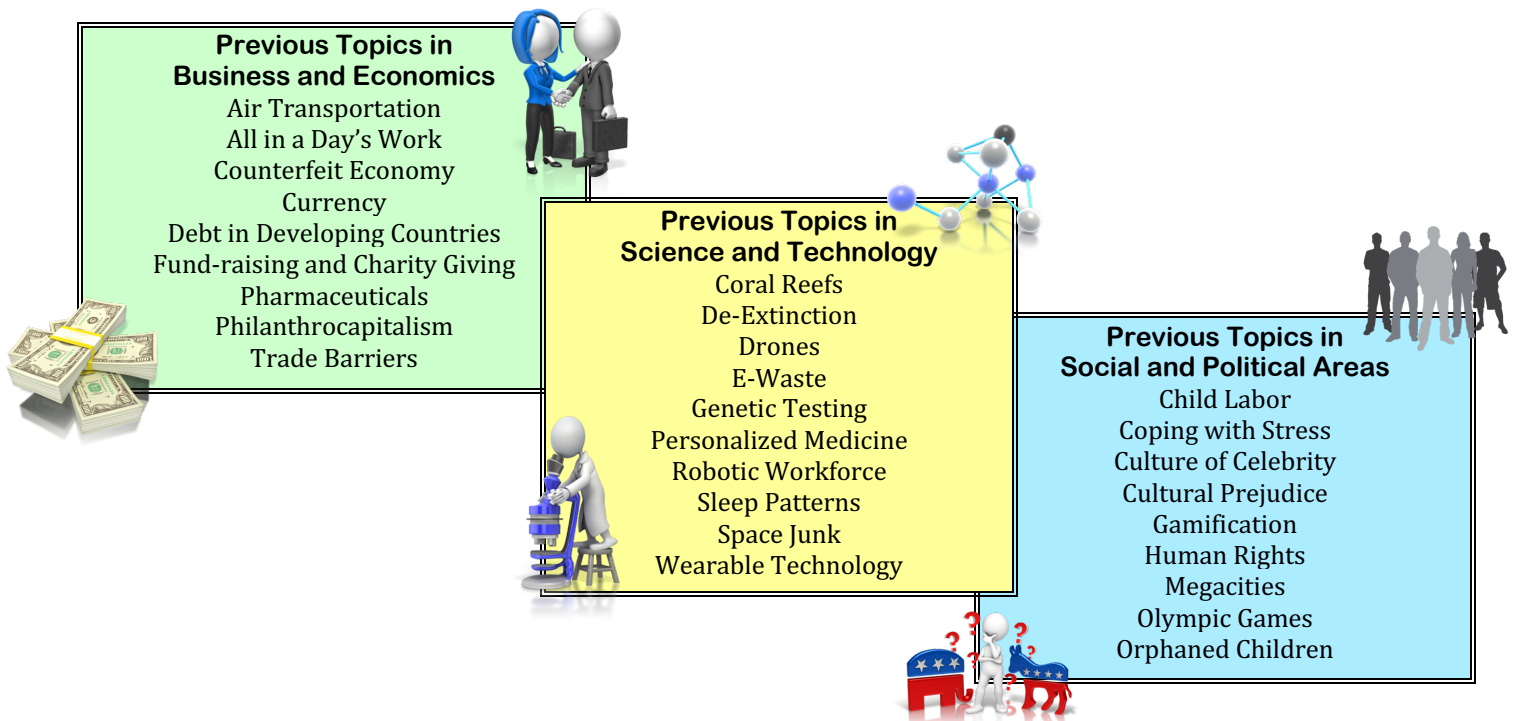 Previous Topics in
Business and Economics
Air Transportation
All in a Day’s Work
Counterfeit Economy
Currency
Debt in Developing Countries
Fund-raising and Charity Giving
Pharmaceuticals
Philanthrocapitalism
Trade Barriers
Previous Topics in
Science and Technology
Coral Reefs
De-Extinction
Drones
E-Waste
Genetic Testing
Personalized Medicine
Robotic Workforce
Sleep Patterns
Space Junk
Wearable Technology
Previous Topics in
Social and Political Areas
Child Labor
Coping with Stress
Culture of Celebrity
Cultural Prejudice
Gamification
Human Rights
Megacities
Olympic Games
Orphaned Children